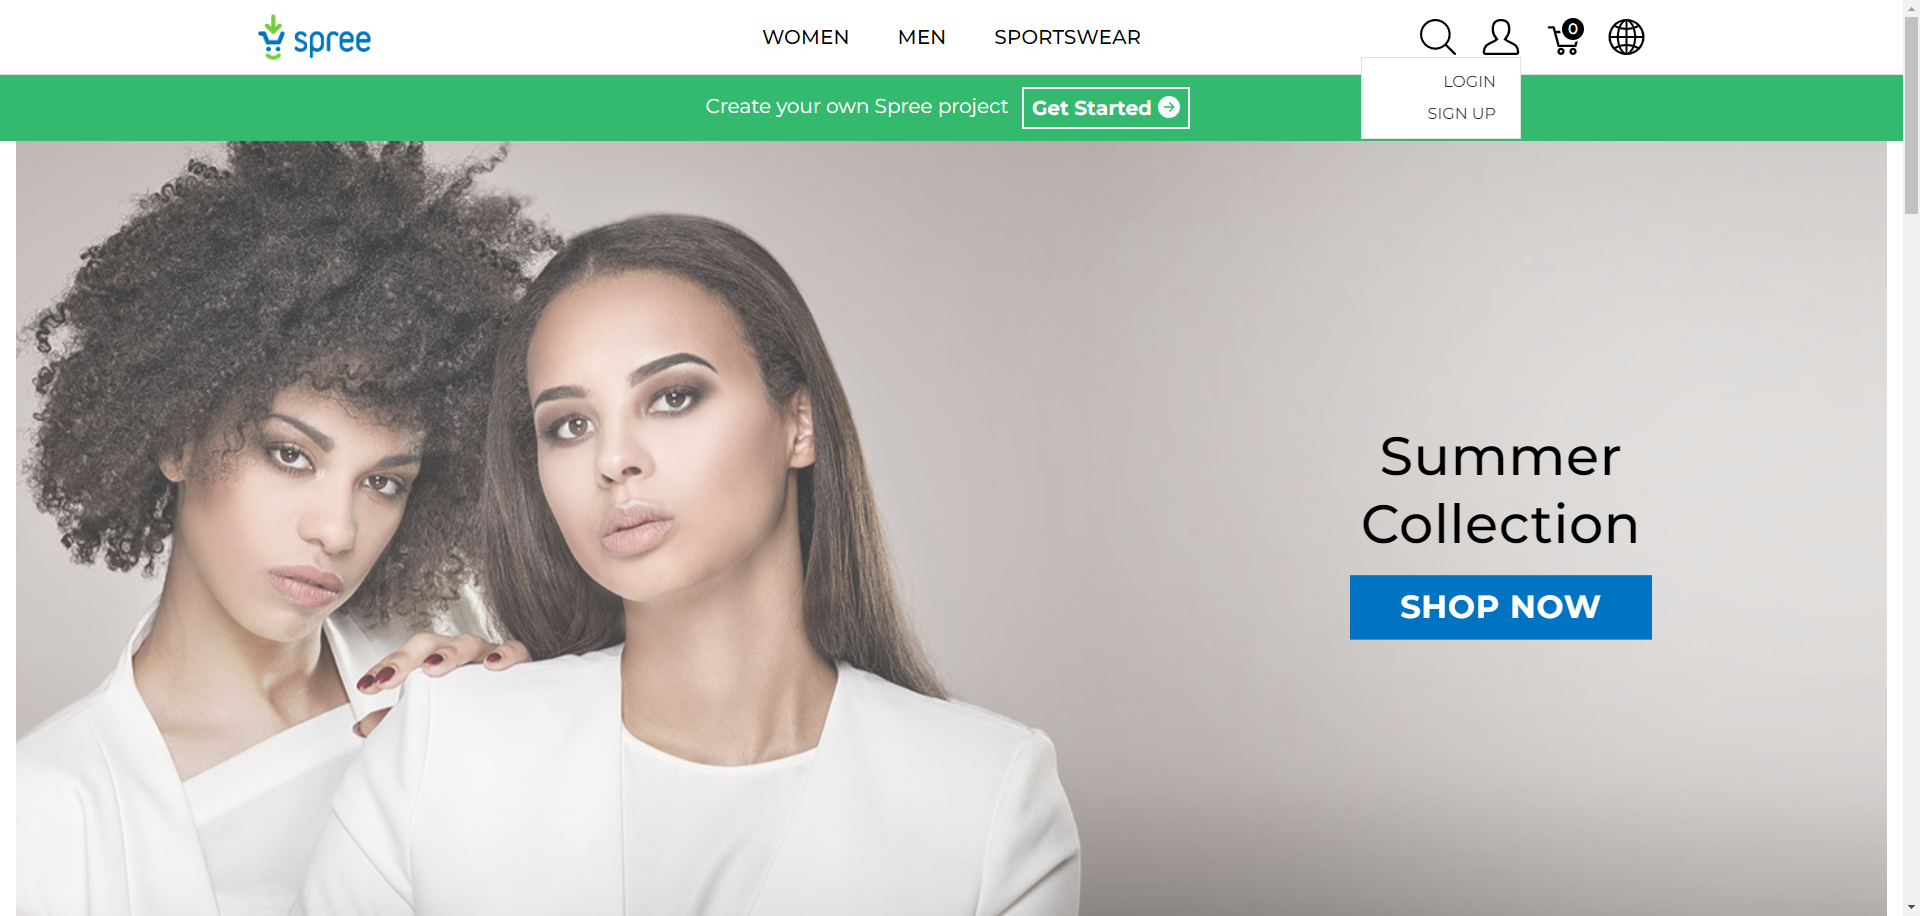 spree
WOMEN MEN SPORTSWEAR
0
LOGIN
SIGN UP
Create your own Spree project Get Started
Summer
Collection
SHOP NOW